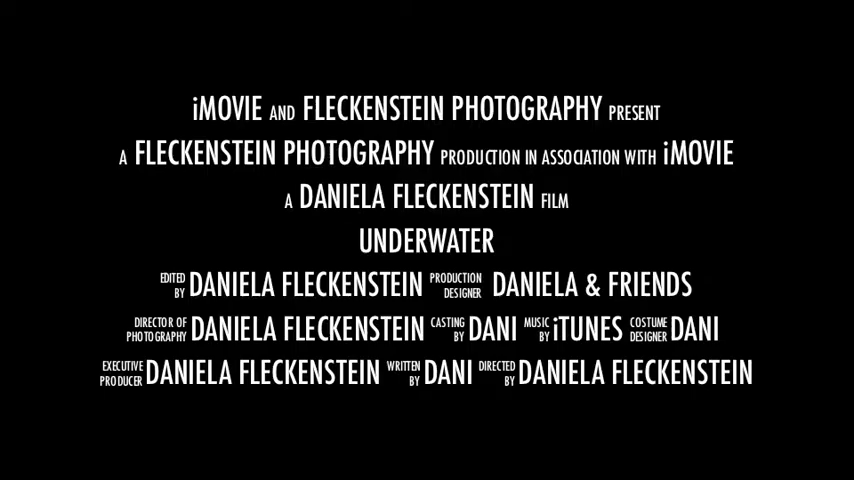 iMOVIE AND FLECKENSTEIN PHOTOGRAPHY PRESENT
A FLECKENSTEIN PHOTOGRAPHY PRODUCTION IN ASSOCIATION WITH iMOVIE
A DANIELA FLECKENSTEIN FILM
UNDERWATER
EDITED BY DANIELA FLECKENSTEIN PRODUCTION DESIGNER DANIELA & FRIENDS
DIRECTOR OF PHOTOGRAPHY DANIELA FLECKENSTEIN CASTING BY DANI MUSIC BY iTUNES COSTUME DESIGNER DANI
EXECUTIVE PRODUCER DANIELA FLECKENSTEIN WRITTEN BY DANI DIRECTED BY DANIELA FLECKENSTEIN